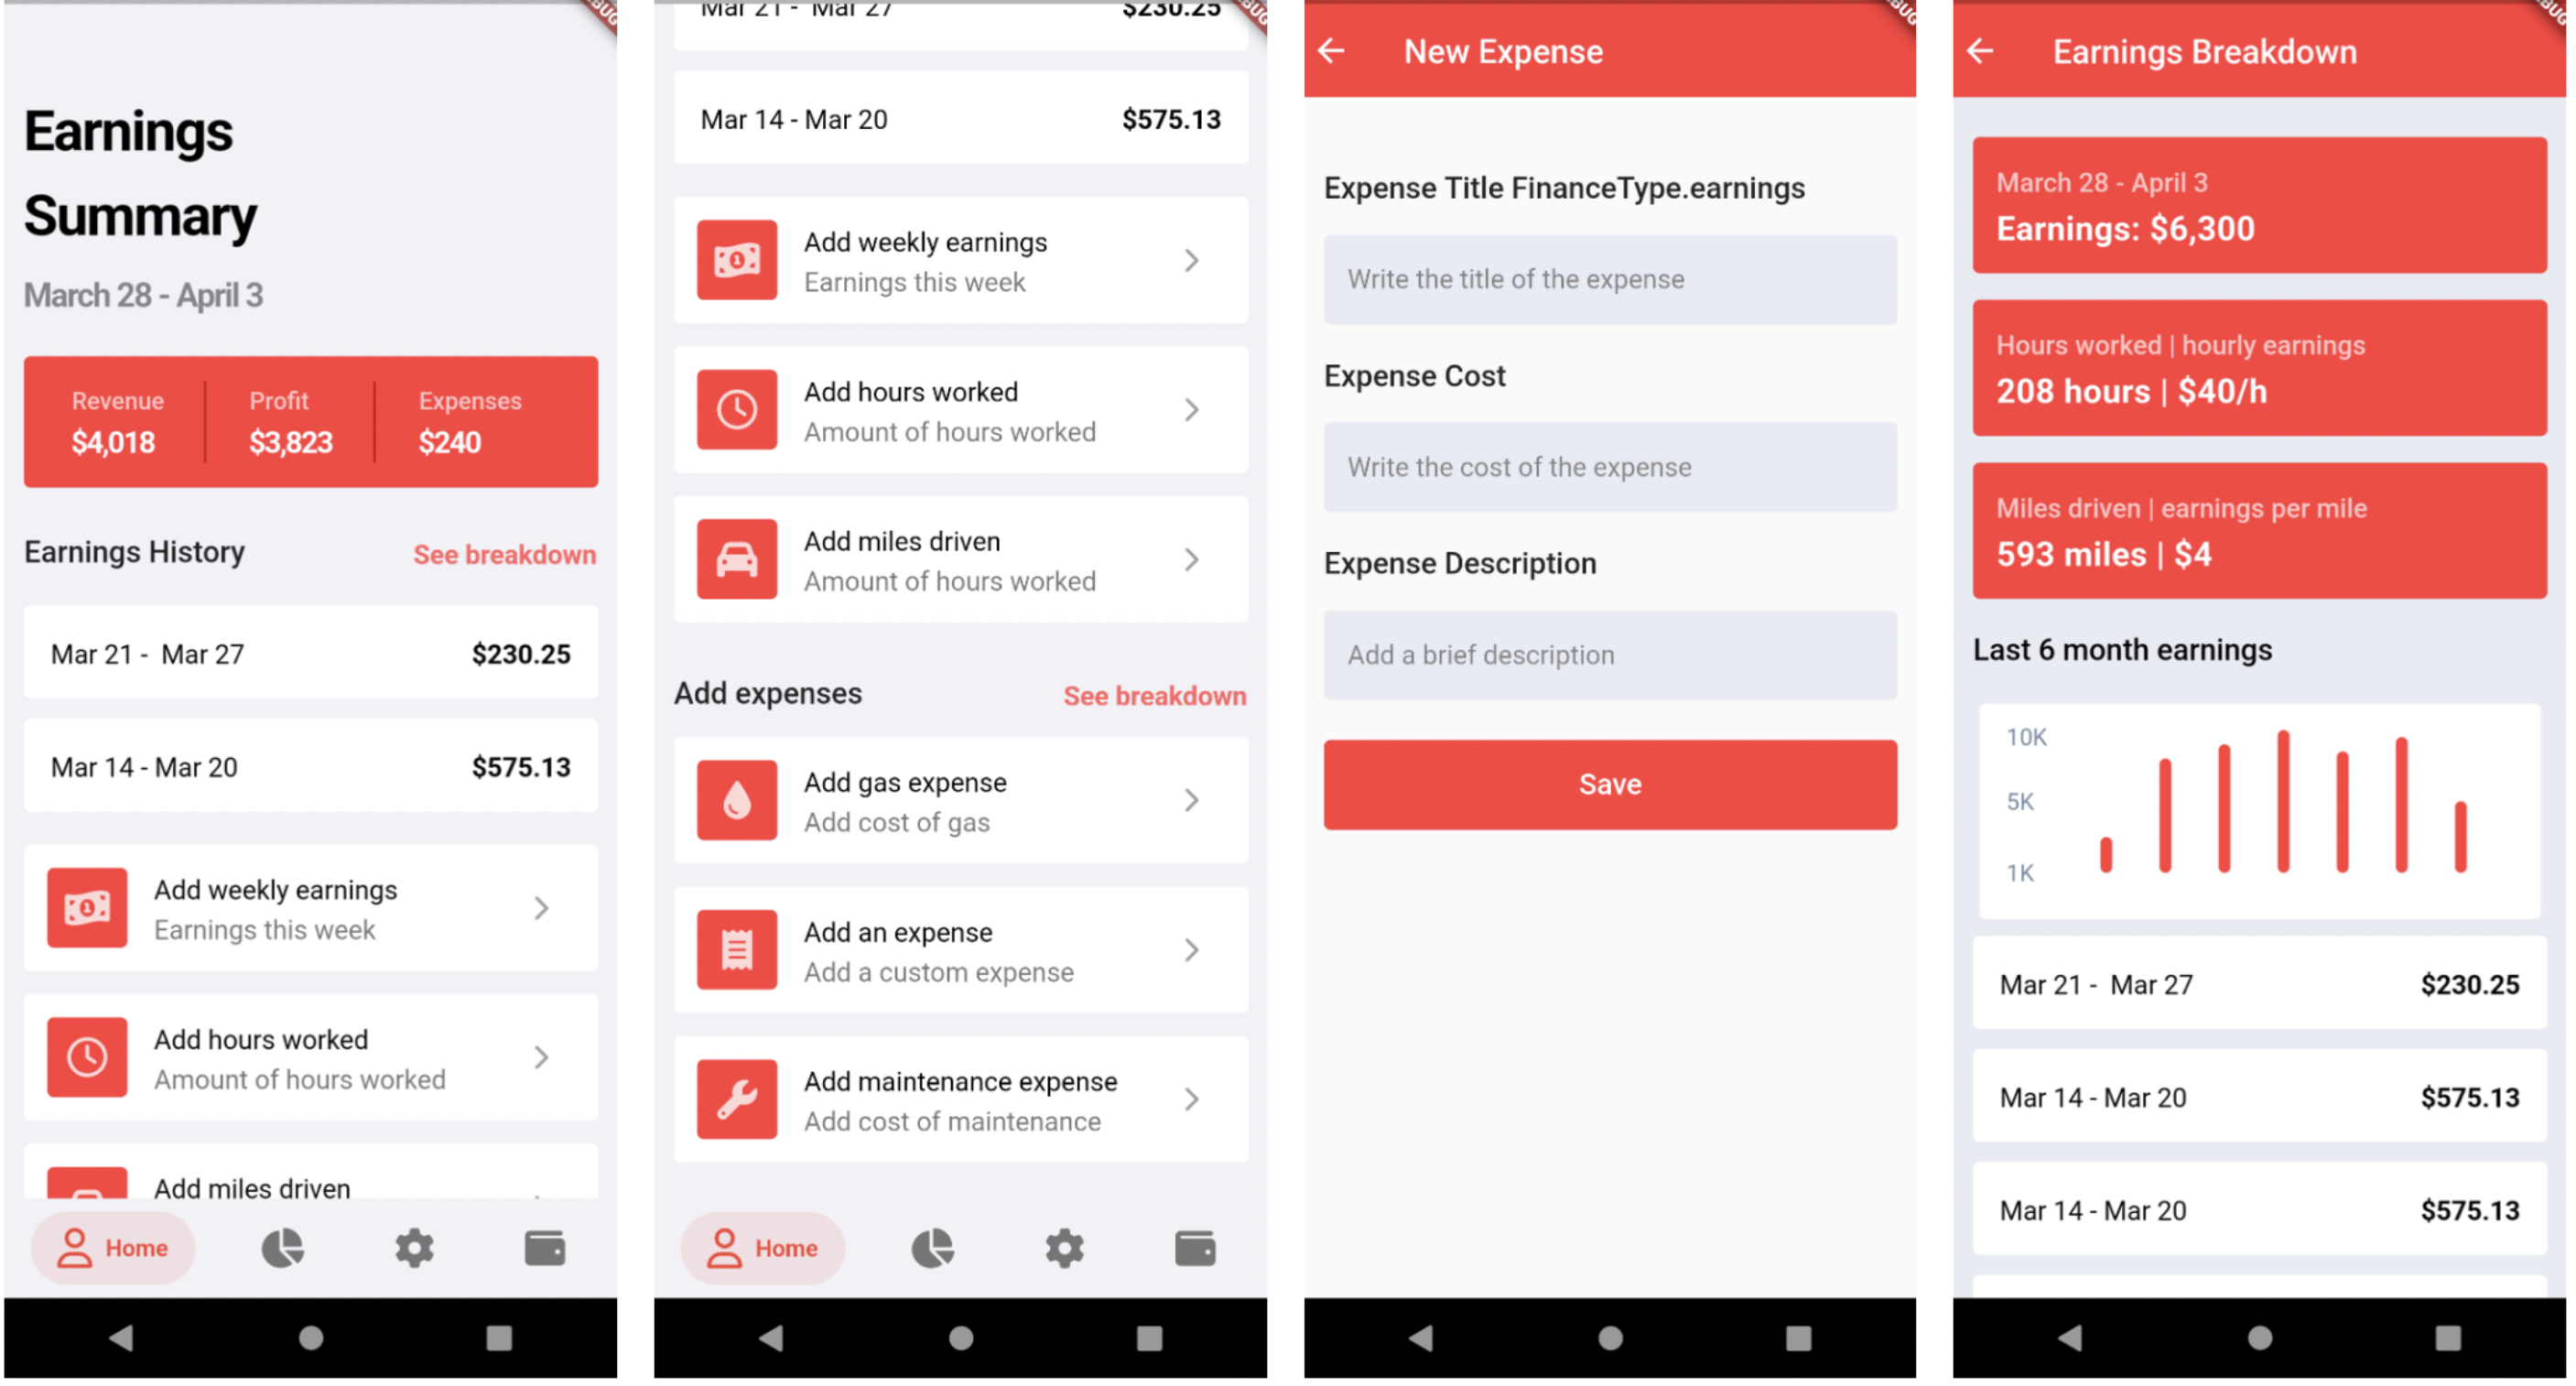 Earnings
Summary
March 28 - April 3
Revenue Profit Expenses
$4,018 $3,823 $240
Earnings History See breakdown
Mar 21 - Mar 27 $230.25
Mar 14 - Mar 20 $575.13
Add weekly earnings
Earnings this week
Add hours worked
Amount of hours worked
Add miles driven
Home
Mar 21 - Mar 27 $230.25
Mar 14 - Mar 20 $575.13
Add weekly earnings
Earnings this week
Add hours worked
Amount of hours worked
Add miles driven
Amount of hours worked
Add expenses See breakdown
Add gas expense
Add cost of gas
Add an expense
Add a custom expense
Add maintenance expense
Add cost of maintenance
Home
New Expense
Expense Title FinanceType.earnings
Write the title of the expense
Expense Cost
Write the cost of the expense
Expense Description
Add a brief description
Save
Earnings Breakdown
March 28 - April 3
Earnings: $6,300
Hours worked | hourly earnings
208 hours | $40/h
Miles driven | earnings per mile
593 miles | $4
Last 6 month earnings
10K
5K
1K
Mar 21 - Mar 27 $230.25
Mar 14 - Mar 20 $575.13
Mar 14 - Mar 20 $575.13